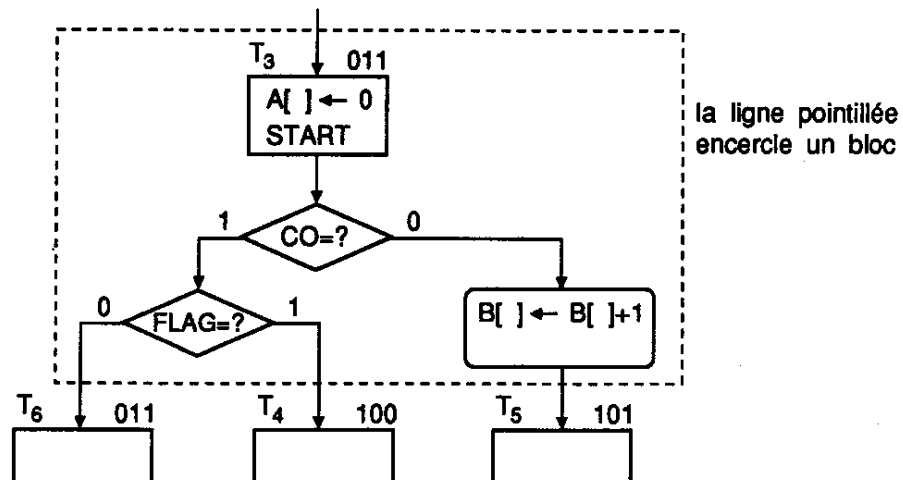 T3 011
A[ ] ← 0
START
la ligne pointillée
encercle un bloc
1 CO=? 0
0 FLAG=? 1
B[ ] ← B[ ]+1
T6 011
T4 100
T5 101